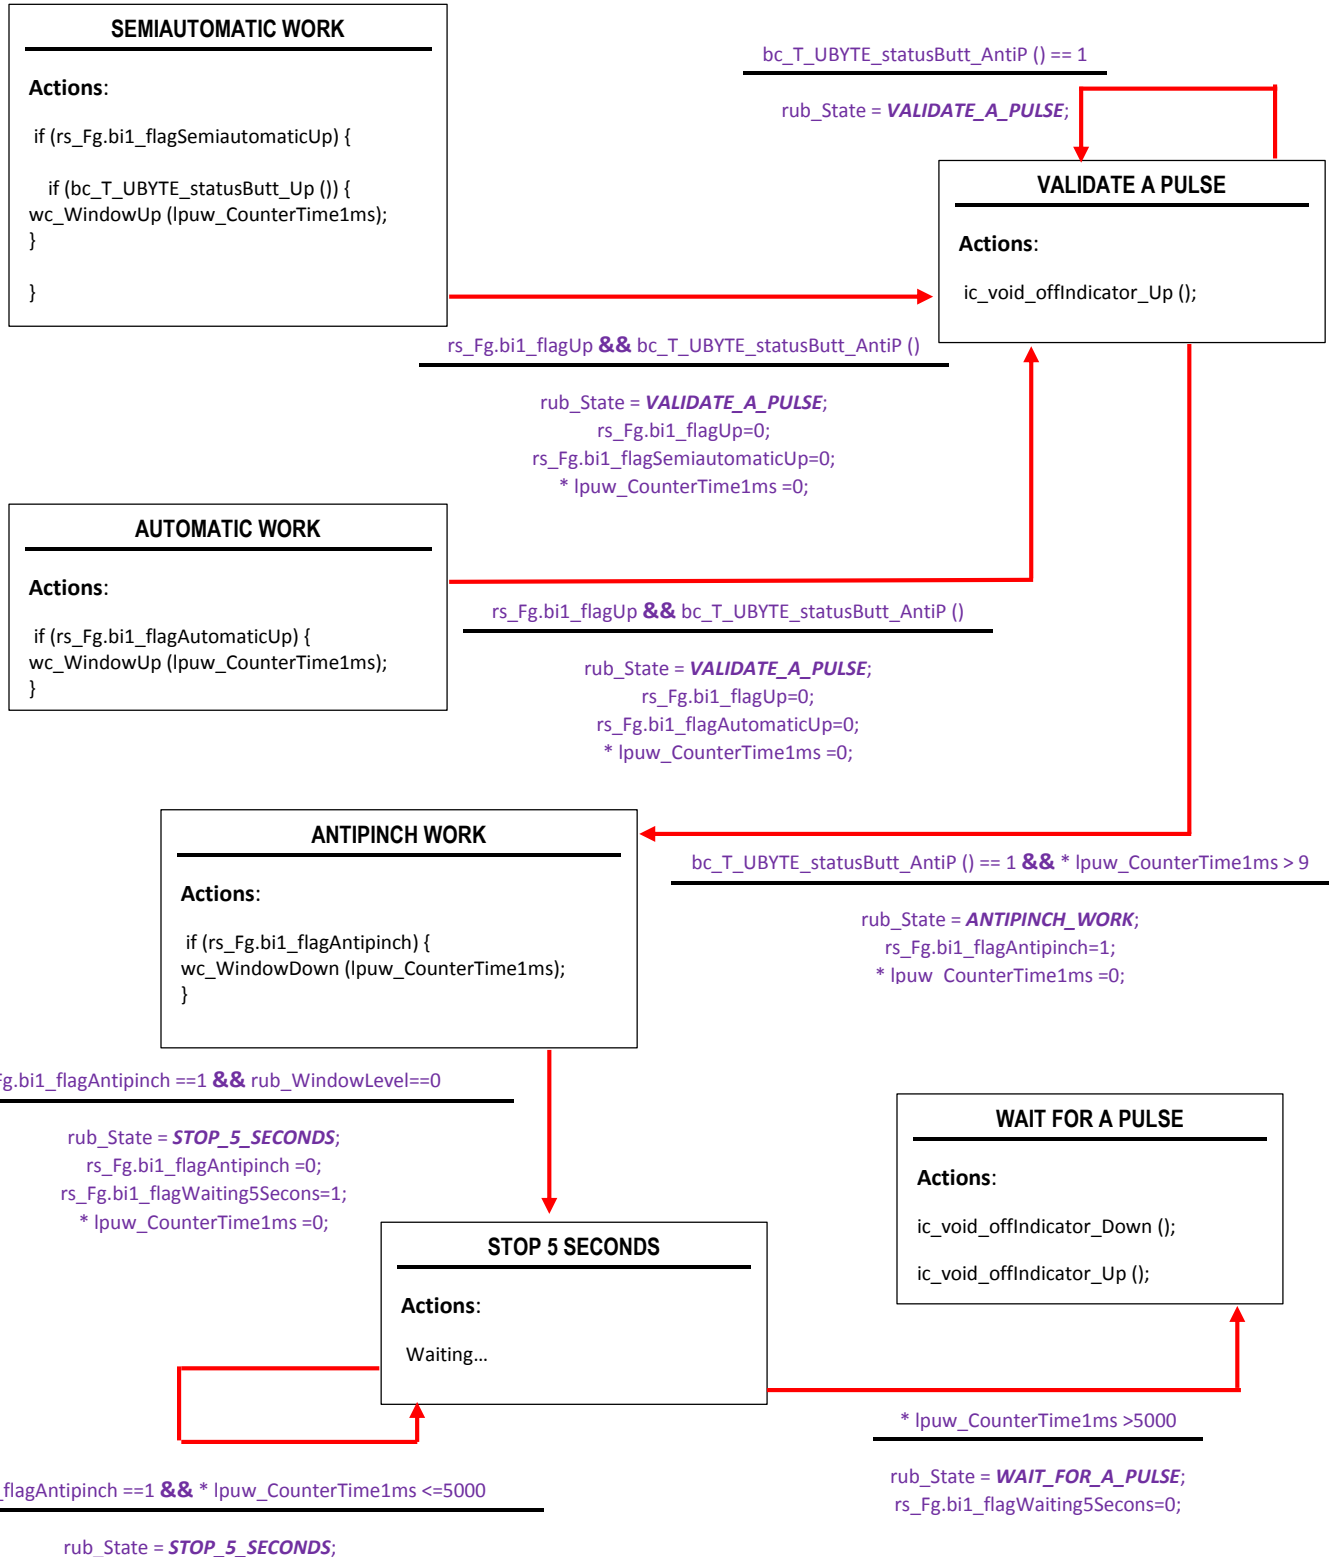 SEMIAUTOMATIC WORK
Actions:
if (rs_Fg.bi1_flagSemiautomaticUp) {
if (bc_T_UBYTE_statusButt_Up ()) {
wc_WindowUp (lpuw_CounterTime1ms);
}
}
bc_T_UBYTE_statusButt_AntiP () == 1
rub_State = VALIDATE_A_PULSE;
VALIDATE A PULSE
Actions:
ic_void_offIndicator_Up ();
rs_Fg.bi1_flagUp && bc_T_UBYTE_statusButt_AntiP ()
rub_State = VALIDATE_A_PULSE;
rs_Fg.bi1_flagUp=0;
rs_Fg.bi1_flagSemiautomaticUp=0;
* lpuw_CounterTime1ms =0;
AUTOMATIC WORK
Actions:
if (rs_Fg.bi1_flagAutomaticUp) {
wc_WindowUp (lpuw_CounterTime1ms);
}
rs_Fg.bi1_flagUp && bc_T_UBYTE_statusButt_AntiP ()
rub_State = VALIDATE_A_PULSE;
rs_Fg.bi1_flagUp=0;
rs_Fg.bi1_flagAutomaticUp=0;
* lpuw_CounterTime1ms =0;
ANTIPINCH WORK
Actions:
if (rs_Fg.bi1_flagAntipinch) {
wc_WindowDown (lpuw_CounterTime1ms);
}
bc_T_UBYTE_statusButt_AntiP () == 1 && * lpuw_CounterTime1ms > 9
rub_State = ANTIPINCH_WORK;
rs_Fg.bi1_flagAntipinch=1;
* lpuw_CounterTime1ms =0;
Fg.bi1_flagAntipinch ==1 && rub_WindowLevel==0
rub_State = STOP_5_SECONDS;
rs_Fg.bi1_flagAntipinch =0;
rs_Fg.bi1_flagWaiting5Secons=1;
* lpuw_CounterTime1ms =0;
WAIT FOR A PULSE
Actions:
ic_void_offIndicator_Down ();
ic_void_offIndicator_Up ();
STOP 5 SECONDS
Actions:
Waiting...
* lpuw_CounterTime1ms >5000
rub_State = WAIT_FOR_A_PULSE;
rs_Fg.bi1_flagWaiting5Secons=0;
_flagAntipinch ==1 && * lpuw_CounterTime1ms <=5000
rub_State = STOP_5_SECONDS;